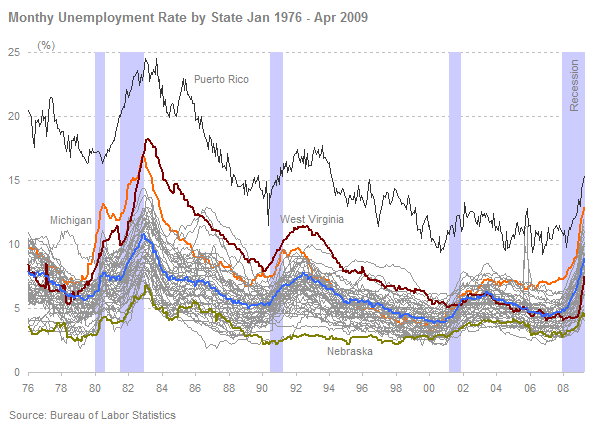 Monthy Unemployment Rate by State Jan 1976 - Apr 2009
25
(%)
Puerto Rico
Recession
20
15
Michigan
West Virginia
10
5
Nebraska
0
76 78 80 82 84 86 88 90 92 94 96 98 00 02 04 06 08
Source: Bureau of Labor Statistics